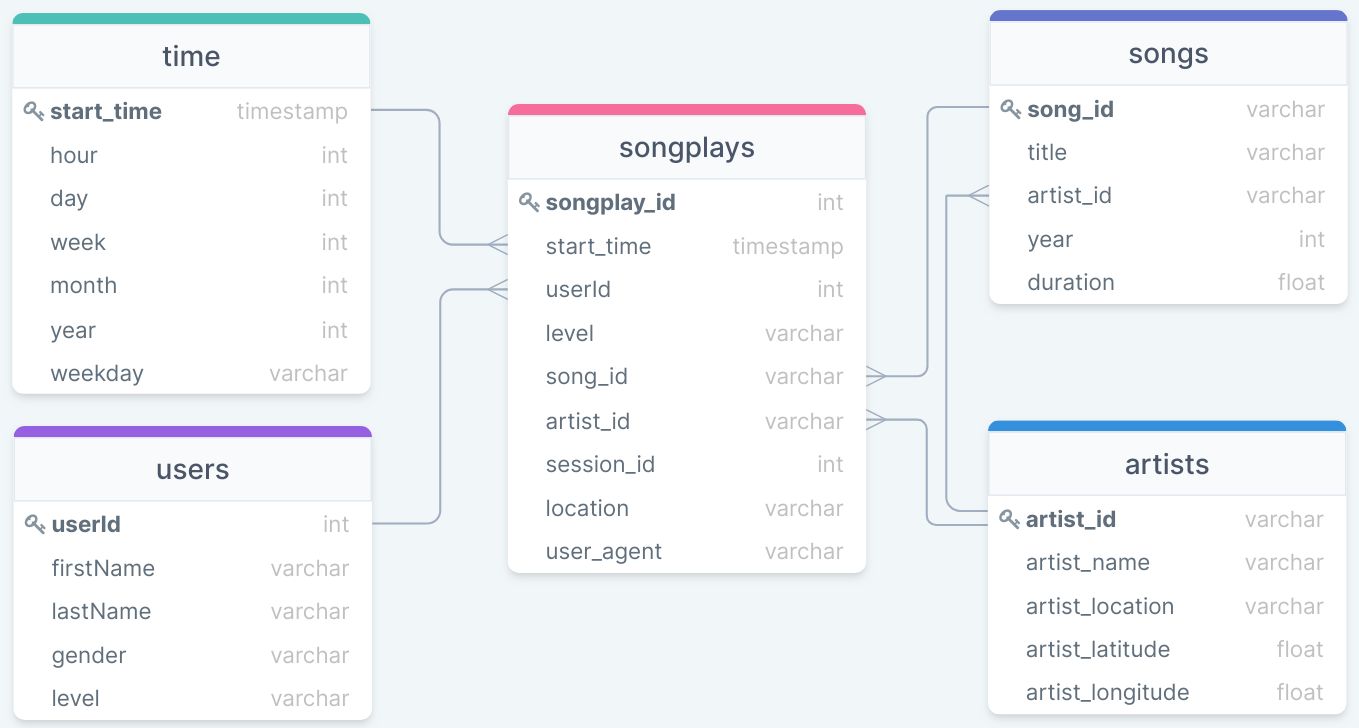 time
start_time timestamp
hour int
day int
week int
month int
year int
weekday varchar
users
userId int
firstName varchar
lastName varchar
gender varchar
level varchar
songplays
songplay_id int
start_time timestamp
userId int
level varchar
song_id varchar
artist_id varchar
session_id int
location varchar
user_agent varchar
songs
song_id varchar
title varchar
artist_id varchar
year int
duration float
artists
artist_id varchar
artist_name varchar
artist_location varchar
artist_latitude float
artist_longitude float